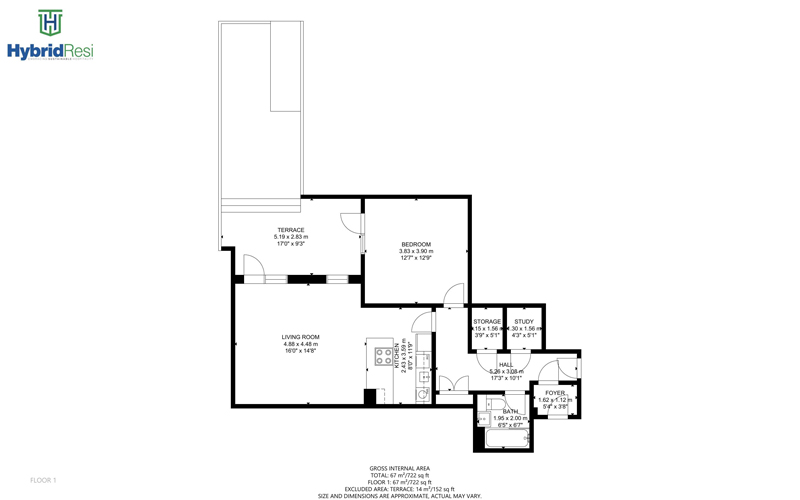 H
HybridResi
TERRACE
5.19 x 2.83 m
17'0" x 9'3"
BEDROOM
3.83 x 3.90 m
12'7" x 12'9"
LIVING ROOM
4.88 x 4.48 m
16'0" x 14'8"
KITCHEN
2.43 x 3.59 m
8'0" x 11'9"
STORAGE
.15 x 1.56 m
3'9" x 5'1"
STUDY
.30 x 1.56 m
4'3" x 5'1"
HALL
5.26 x 3.08 m
17'3" x 10'1"
FOYER
1.62 x 1.12 m
5'4" x 3'8"
BATH
1.95 x 2.00 m
6'5" x 6'7"
FLOOR 1
GROSS INTERNAL AREA
TOTAL: 67 m²/722 sq ft
FLOOR 1: 67 m²/722 sq ft
EXCLUDED AREA: TERRACE: 14 m²/152 sq ft
SIZE AND DIMENSIONS ARE APPROXIMATE, ACTUAL MAY VARY.